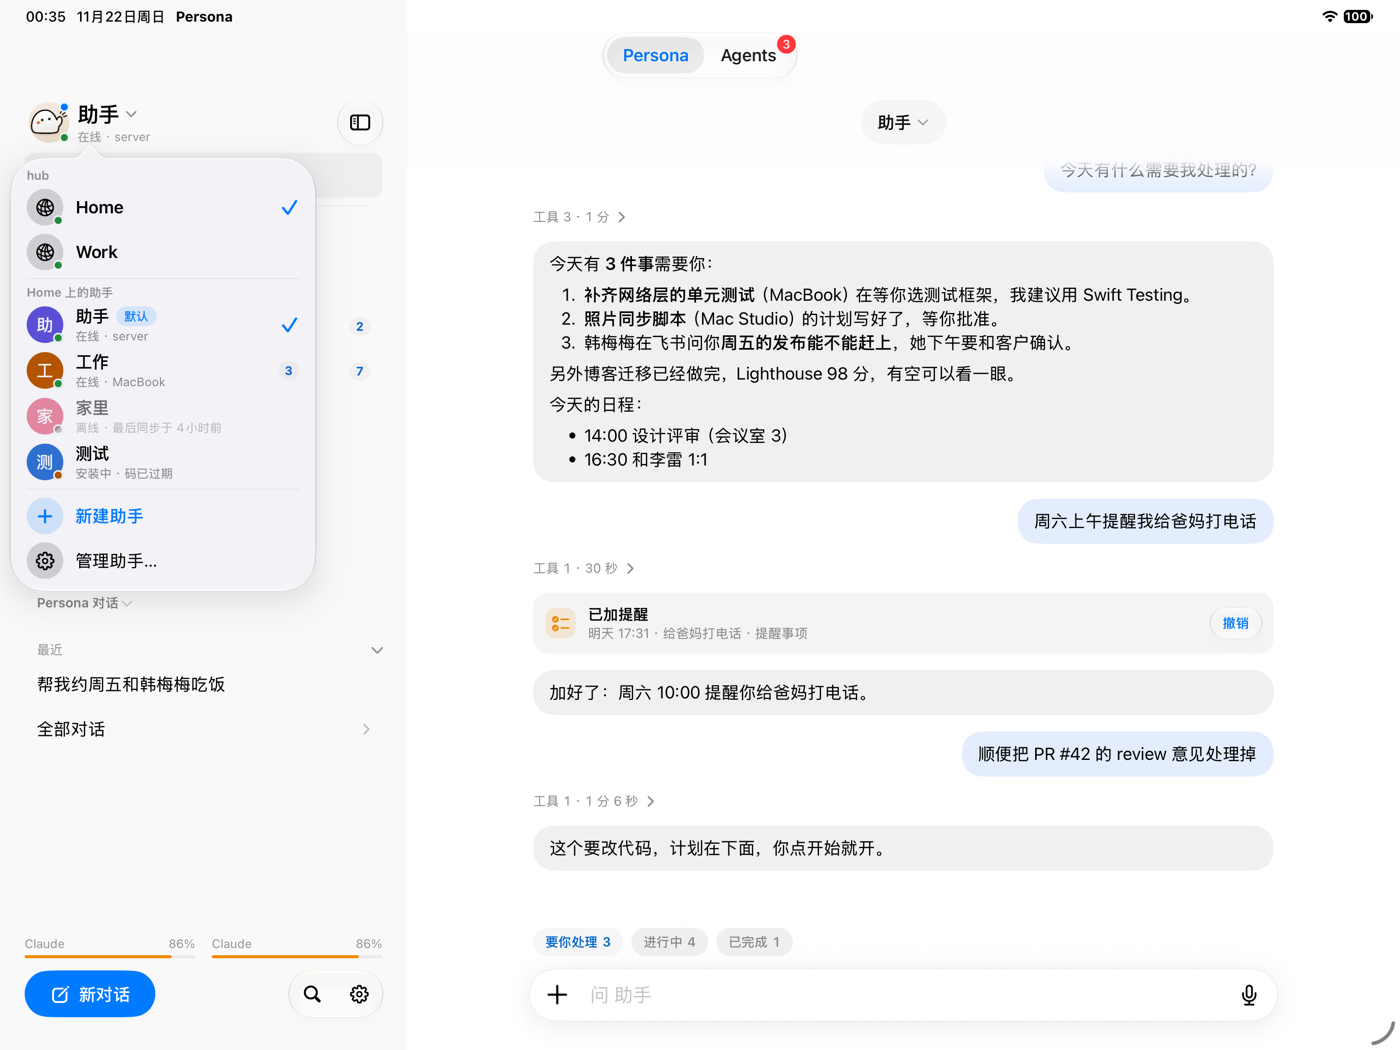 00:35 11月22日周日 Persona
100
Persona
Agents
3
助手
在线 · server
助手
hub
Home
Work
Home 上的助手
助
助手 默认
在线 · server
2
工
工作
在线 · MacBook
3
7
家
家里
离线 · 最后同步于 4小时前
测
测试
安装中 · 码已过期
新建助手
管理助手...
Persona 对话
最近
帮我约周五和韩梅梅吃饭
全部对话
Claude 86%
Claude 86%
新对话
今天有什么需要我处理的?
工具 3 · 1 分
今天有 3 件事需要你：
1. 补齐网络层的单元测试（MacBook）在等你选测试框架，我建议用 Swift Testing。
2. 照片同步脚本（Mac Studio）的计划写好了，等你批准。
3. 韩梅梅在飞书问你周五的发布能不能赶上，她下午要和客户确认。
另外博客迁移已经做完，Lighthouse 98 分，有空可以看一眼。
今天的日程：
• 14:00 设计评审（会议室 3）
• 16:30 和李雷 1:1
周六上午提醒我给爸妈打电话
工具 1 · 30 秒
已加提醒
明天 17:31 · 给爸妈打电话 · 提醒事项
撤销
加好了：周六 10:00 提醒你给爸妈打电话。
顺便把 PR #42 的 review 意见处理掉
工具 1 · 1 分 6 秒
这个要改代码，计划在下面，你点开始就开。
要你处理 3
进行中 4
已完成 1
问 助手